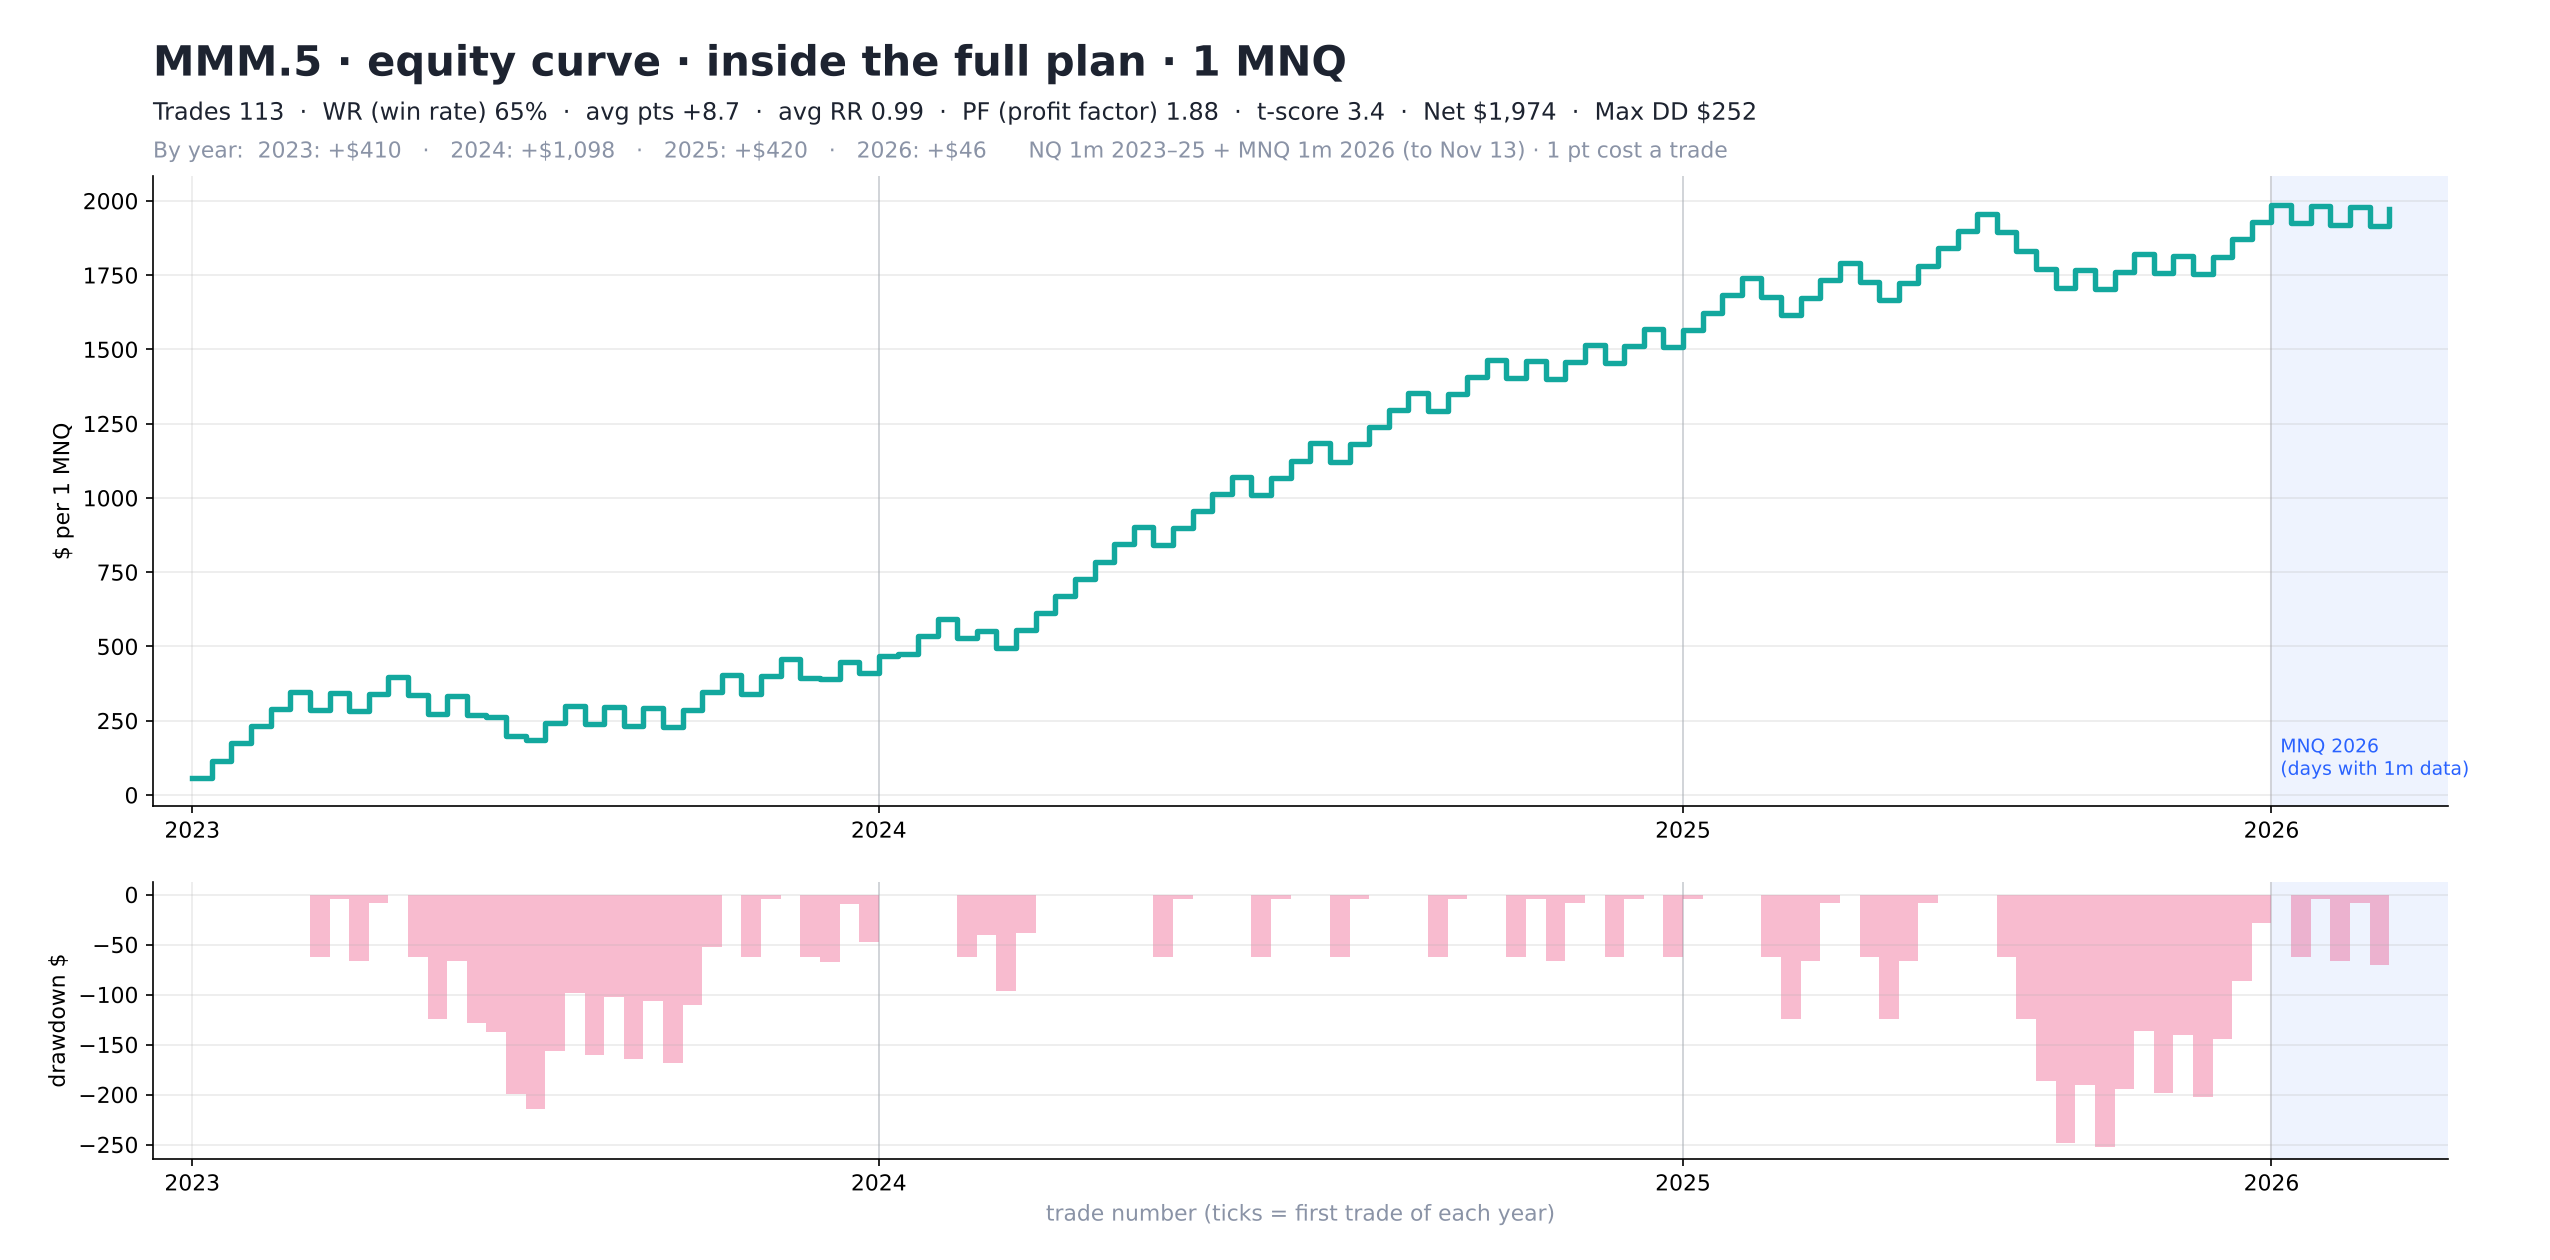 MMM.5 · equity curve · inside the full plan · 1 MNQ
Trades 113 · WR (win rate) 65% · avg pts +8.7 · avg RR 0.99 · PF (profit factor) 1.88 · t-score 3.4 · Net $1,974 · Max DD $252
By year: 2023: +$410 · 2024: +$1,098 · 2025: +$420 · 2026: +$46 NQ 1m 2023–25 + MNQ 1m 2026 (to Nov 13) · 1 pt cost a trade
$ per 1 MNQ
2000
1750
1500
1250
1000
750
500
250
0
MNQ 2026
(days with 1m data)
2023 2024 2025 2026
drawdown $
0
−50
−100
−150
−200
−250
2023 2024 2025 2026
trade number (ticks = first trade of each year)